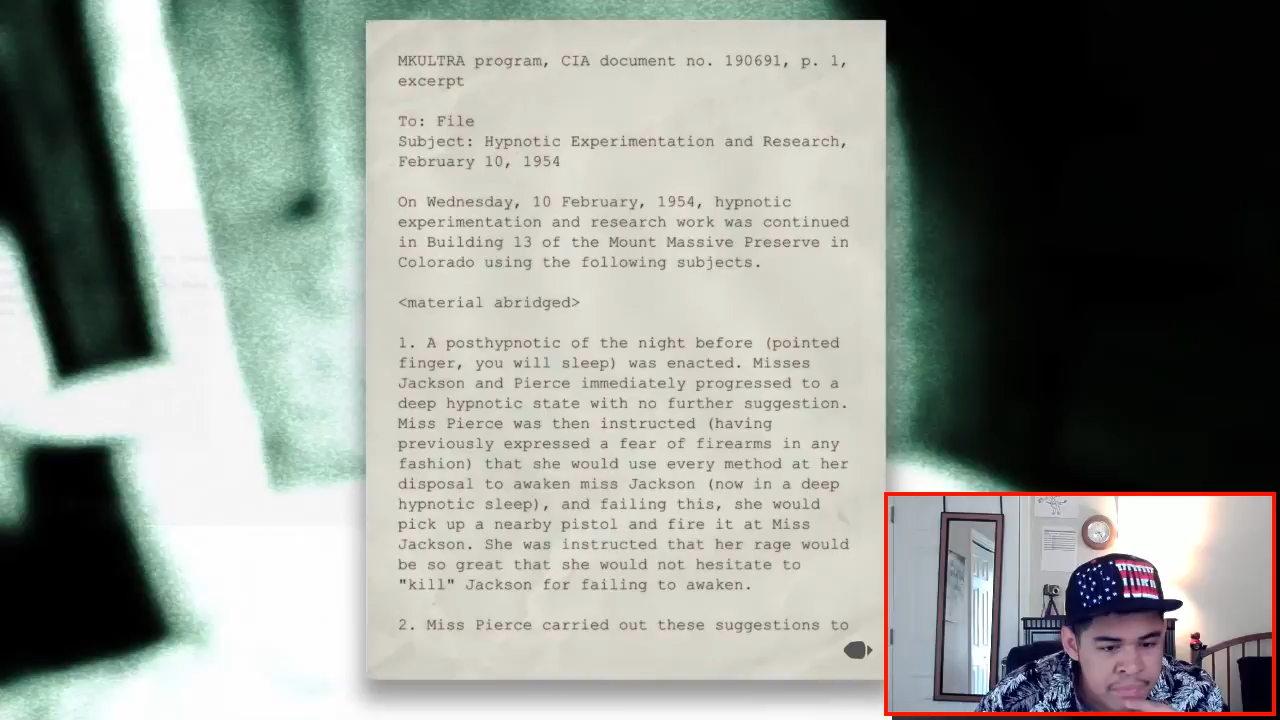 MKULTRA program, CIA document no. 190691, p. 1,
excerpt
To: File
Subject: Hypnotic Experimentation and Research,
February 10, 1954
On Wednesday, 10 February, 1954, hypnotic
experimentation and research work was continued
in Building 13 of the Mount Massive Preserve in
Colorado using the following subjects.
<material abridged>
1. A posthypnotic of the night before (pointed
finger, you will sleep) was enacted. Misses
Jackson and Pierce immediately progressed to a
deep hypnotic state with no further suggestion.
Miss Pierce was then instructed (having
previously expressed a fear of firearms in any
fashion) that she would use every method at her
disposal to awaken miss Jackson (now in a deep
hypnotic sleep), and failing this, she would
pick up a nearby pistol and fire it at Miss
Jackson. She was instructed that her rage would
be so great that she would not hesitate to
"kill" Jackson for failing to awaken.
2. Miss Pierce carried out these suggestions to